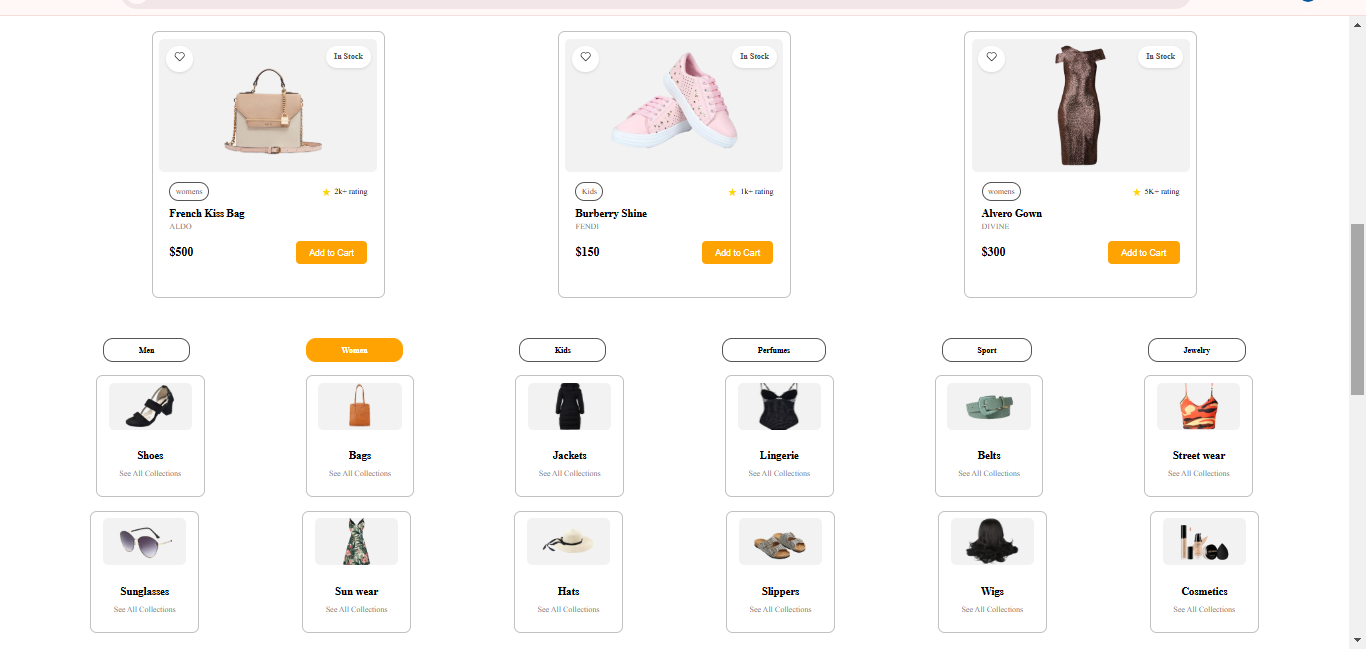 In Stock
In Stock
In Stock
womens
2k+ rating
French Kiss Bag
ALDO
$500
Add to Cart
Kids
1k+ rating
Burberry Shine
FENDI
$150
Add to Cart
womens
5K+ rating
Alvero Gown
DIVINE
$300
Add to Cart
Men
Women
Kids
Perfumes
Sport
Jewelry
Shoes
See All Collections
Bags
See All Collections
Jackets
See All Collections
Lingerie
See All Collections
Belts
See All Collections
Street wear
See All Collections
Sunglasses
See All Collections
Sun wear
See All Collections
Hats
See All Collections
Slippers
See All Collections
Wigs
See All Collections
Cosmetics
See All Collections